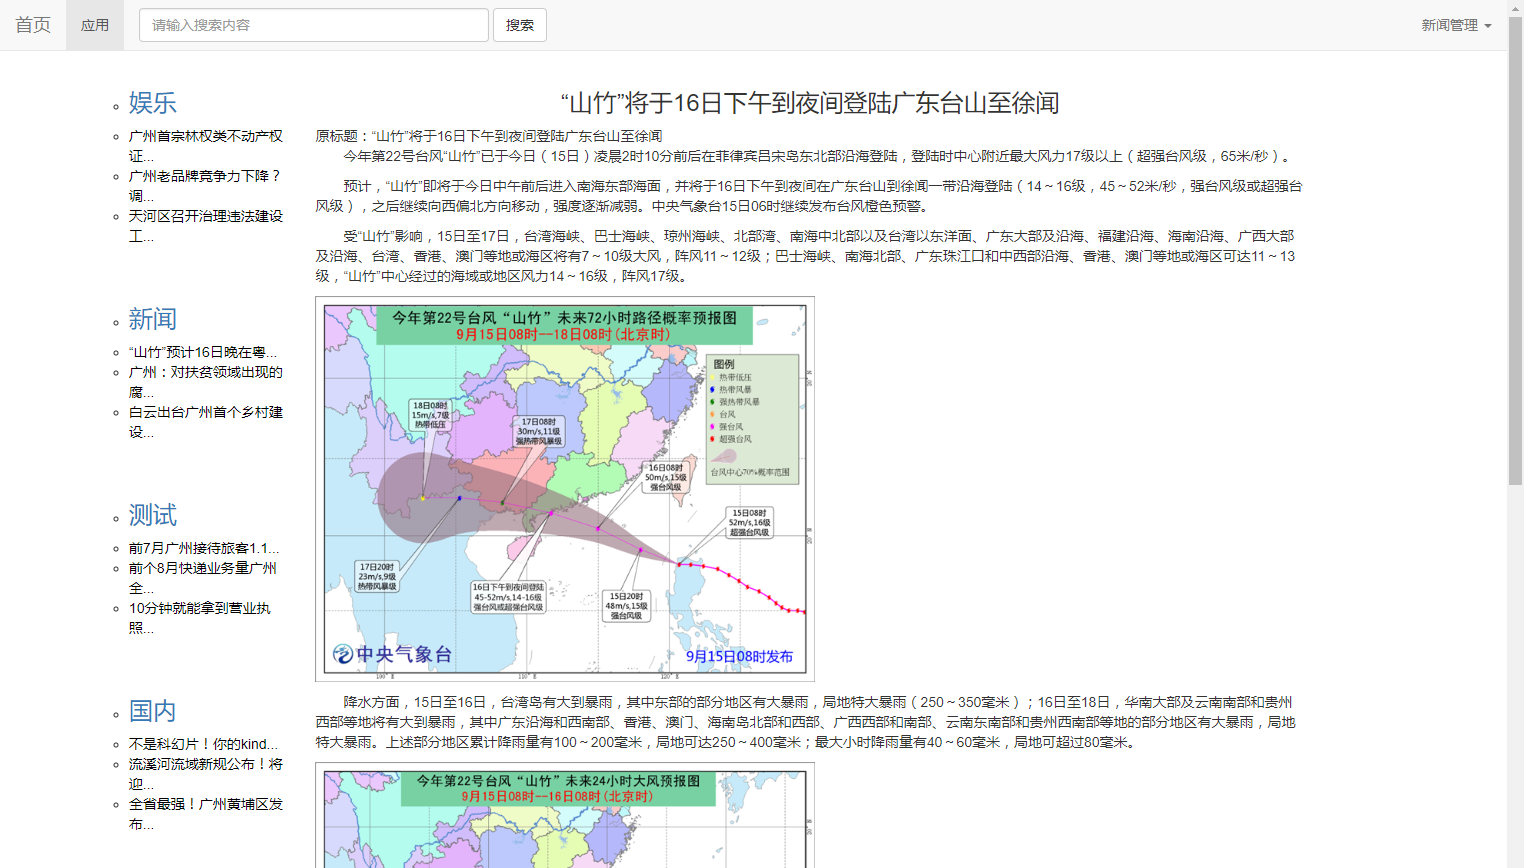 首页
应用
请输入搜索内容
搜索
新闻管理
娱乐
广州首宗林权类不动产权
证...
广州老品牌竞争力下降？
调...
天河区召开治理违法建设
工...
新闻
“山竹”预计16日晚在粤...
广州：对扶贫领域出现的
腐...
白云出台广州首个乡村建
设...
测试
前7月广州接待旅客1.1...
前个8月快递业务量广州
全...
10分钟就能拿到营业执
照...
国内
不是科幻片！你的kind...
流溪河流域新规公布！将
迎...
全省最强！广州黄埔区发
布...
“山竹”将于16日下午到夜间登陆广东台山至徐闻
原标题：“山竹”将于16日下午到夜间登陆广东台山至徐闻
今年第22号台风“山竹”已于今日（15日）凌晨2时10分前后在菲律宾吕宋岛东北部沿海登陆，登陆时中心附近最大风力17级以上（超强台风级，65米/秒）。
预计，“山竹”即将于今日中午前后进入南海东部海面，并将于16日下午到夜间在广东台山到徐闻一带沿海登陆（14～16级，45～52米/秒，强台风级或超强台
风级），之后继续向西偏北方向移动，强度逐渐减弱。中央气象台15日06时继续发布台风橙色预警。
受“山竹”影响，15日至17日，台湾海峡、巴士海峡、琼州海峡、北部湾、南海中北部以及台湾以东洋面、广东大部及沿海、福建沿海、海南沿海、广西大部
及沿海、台湾、香港、澳门等地或海区将有7～10级大风，阵风11～12级；巴士海峡、南海北部、广东珠江口和中西部沿海、香港、澳门等地或海区可达11～13
级，“山竹”中心经过的海域或地区风力14～16级，阵风17级。
今年第22号台风“山竹”未来72小时路径概率预报图
9月15日08时--18日08时(北京时)
图例
热带低压
热带风暴
强热带风暴
台风
强台风
超强台风
台风中心70%概率范围
18日08时
15m/s,7级
热带低压
17日08时
30m/s,11级
强热带风暴级
16日08时
50m/s,15级
强台风级
15日08时
52m/s,16级
超强台风级
17日20时
23m/s,9级
热带风暴级
16日下午到夜间登陆
45-52m/s,14-16级
强台风或超强台风级
15日20时
48m/s,15级
强台风级
中央气象台
9月15日08时发布
100° E
110° E
120° E
降水方面，15日至16日，台湾岛有大到暴雨，其中东部的部分地区有大暴雨，局地特大暴雨（250～350毫米）；16日至18日，华南大部及云南南部和贵州
西部等地将有大到暴雨，其中广东沿海和西南部、香港、澳门、海南岛北部和西部、广西西部和南部、云南东南部和贵州西南部等地的部分地区有大暴雨，局地
特大暴雨。上述部分地区累计降雨量有100～200毫米，局地可达250～400毫米；最大小时降雨量有40～60毫米，局地可超过80毫米。
今年第22号台风“山竹”未来24小时大风预报图
9月15日08时--16日08时(北京时)